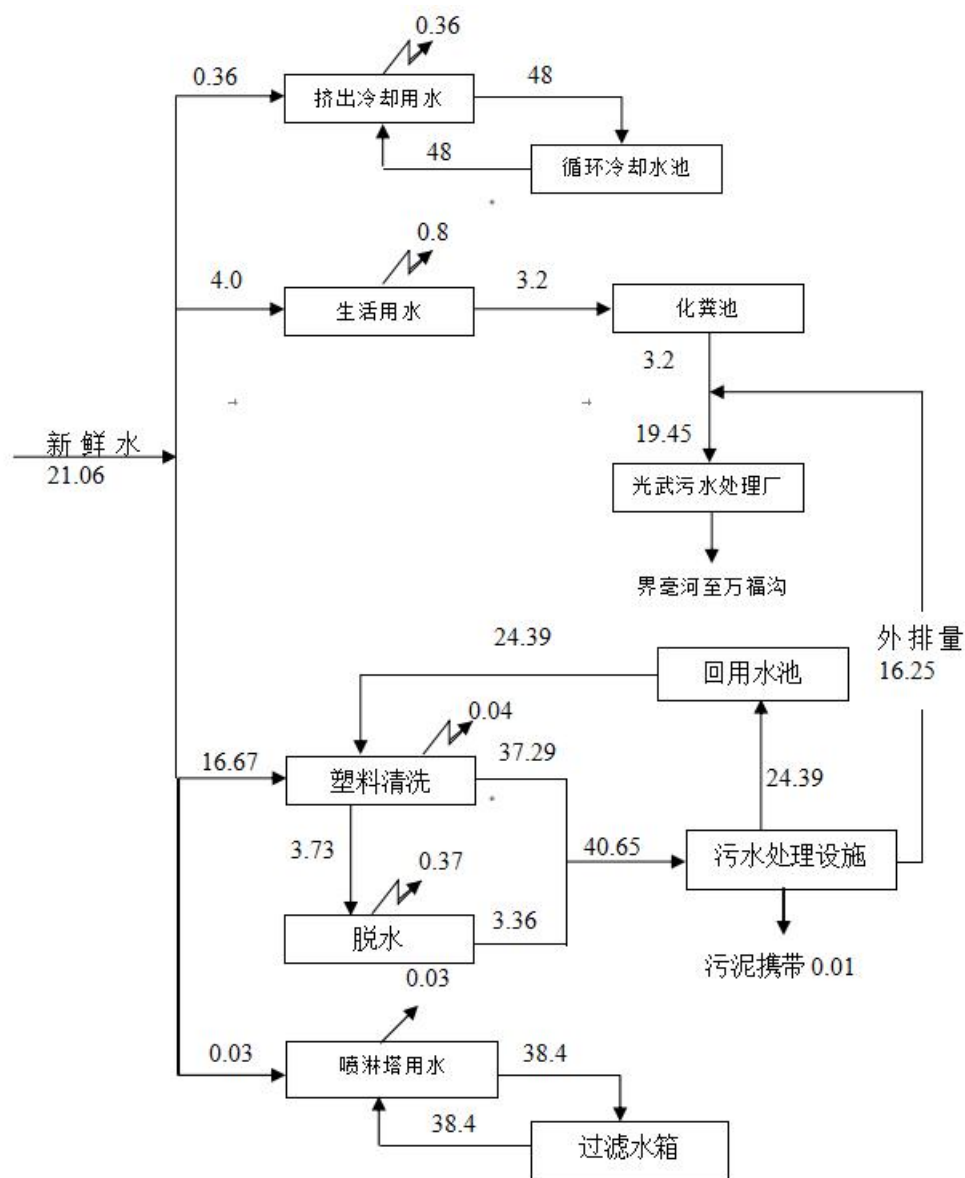 0.36
0.36
挤出冷却用水
48
48
循环冷却水池
0.8
4.0
生活用水
3.2
化粪池
3.2
新鲜水
21.06
19.45
光武污水处理厂
界亳河至万福沟
外排量
16.25
24.39
回用水池
0.04
16.67
塑料清洗
37.29
24.39
3.73
0.37
40.65
污水处理设施
脱水
3.36
污泥携带 0.01
0.03
0.03
喷淋塔用水
38.4
38.4
过滤水箱